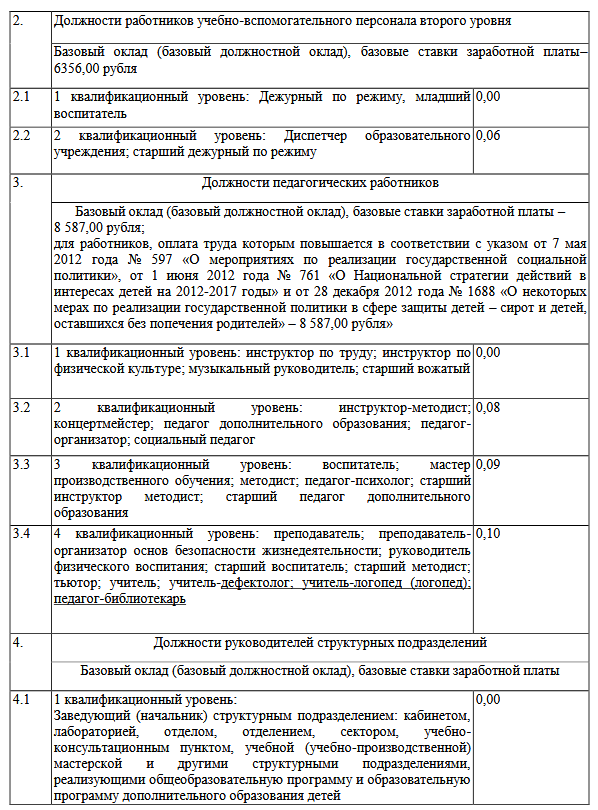 2. Должности работников учебно-вспомогательного персонала второго уровня
Базовый оклад (базовый должностной оклад), базовые ставки заработной платы–
6356,00 рубля
2.1 1 квалификационный уровень: Дежурный по режиму, младший 0,00
воспитатель
2.2 2 квалификационный уровень: Диспетчер образовательного 0,06
учреждения; старший дежурный по режиму
3. Должности педагогических работников
Базовый оклад (базовый должностной оклад), базовые ставки заработной платы –
8 587,00 рубля;
для работников, оплата труда которым повышается в соответствии с указом от 7 мая
2012 года № 597 «О мероприятиях по реализации государственной социальной
политики», от 1 июня 2012 года № 761 «О Национальной стратегии действий в
интересах детей на 2012-2017 годы» и от 28 декабря 2012 года № 1688 «О некоторых
мерах по реализации государственной политики в сфере защиты детей – сирот и детей,
оставшихся без попечения родителей» – 8 587,00 рубля»
3.1 1 квалификационный уровень: инструктор по труду; инструктор по 0,00
физической культуре; музыкальный руководитель; старший вожатый
3.2 2 квалификационный уровень: инструктор-методист; 0,08
концертмейстер; педагог дополнительного образования; педагог-
организатор; социальный педагог
3.3 3 квалификационный уровень: воспитатель; мастер 0,09
производственного обучения; методист; педагог-психолог; старший
инструктор методист; старший педагог дополнительного
образования
3.4 4 квалификационный уровень: преподаватель; преподаватель- 0,10
организатор основ безопасности жизнедеятельности; руководитель
физического воспитания; старший воспитатель; старший методист;
тьютор; учитель; учитель-дефектолог; учитель-логопед (логопед);
педагог-библиотекарь
4. Должности руководителей структурных подразделений
Базовый оклад (базовый должностной оклад), базовые ставки заработной платы
4.1 1 квалификационный уровень: 0,00
Заведующий (начальник) структурным подразделением: кабинетом,
лабораторией, отделом, отделением, сектором, учебно-
консультационным пунктом, учебной (учебно-производственной)
мастерской и другими структурными подразделениями,
реализующими общеобразовательную программу и образовательную
программу дополнительного образования детей